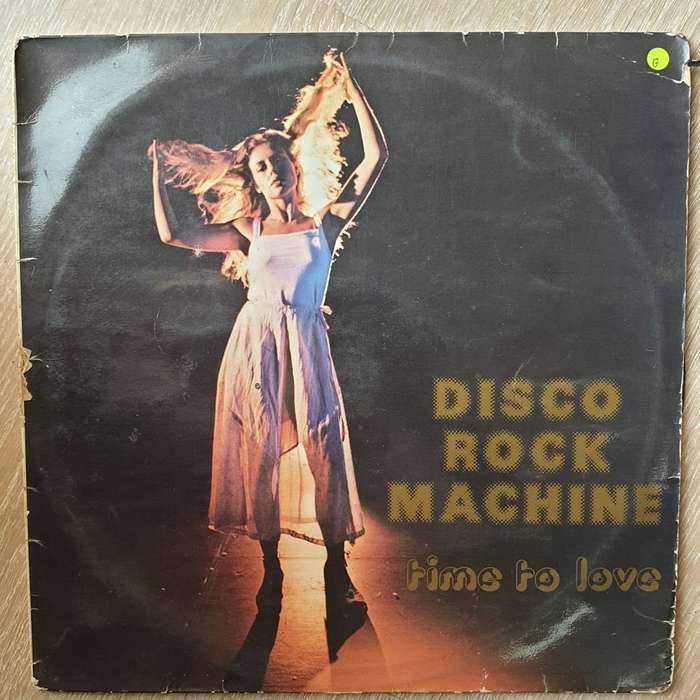 G
DISCO
ROCK
MACHINE
time to love